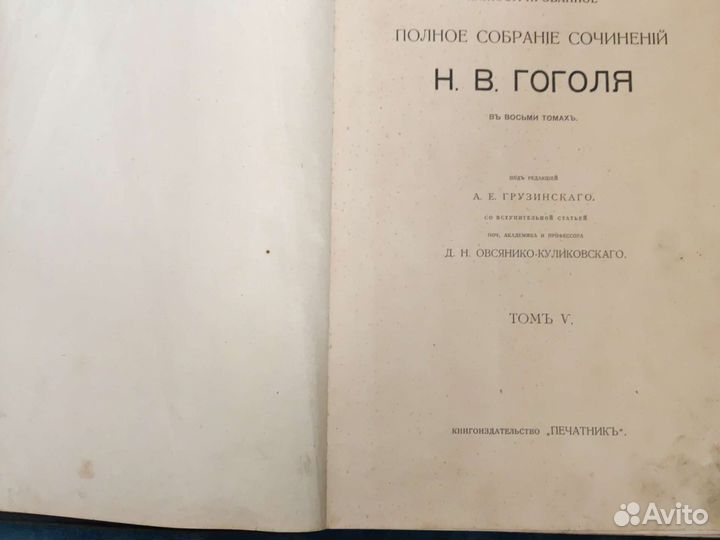 ПОЛНОЕ СОБРАНІЕ СОЧИНЕНІЙ
Н. В. ГОГОЛЯ
ВЪ ВОСЬМИ ТОМАХЪ.
ПОДЪ РЕДАКЦІЕЙ
А. Е. ГРУЗИНСКАГО.
СО ВСТУПИТЕЛЬНОЙ СТАТЬЕЙ
ПОЧ. АКАДЕМИКА И ПРОФЕССОРА
Д. Н. ОВСЯНИКО-КУЛИКОВСКАГО.
ТОМЪ V.
КНИГОИЗДАТЕЛЬСТВО „ПЕЧАТНИКЪ“.
Avito